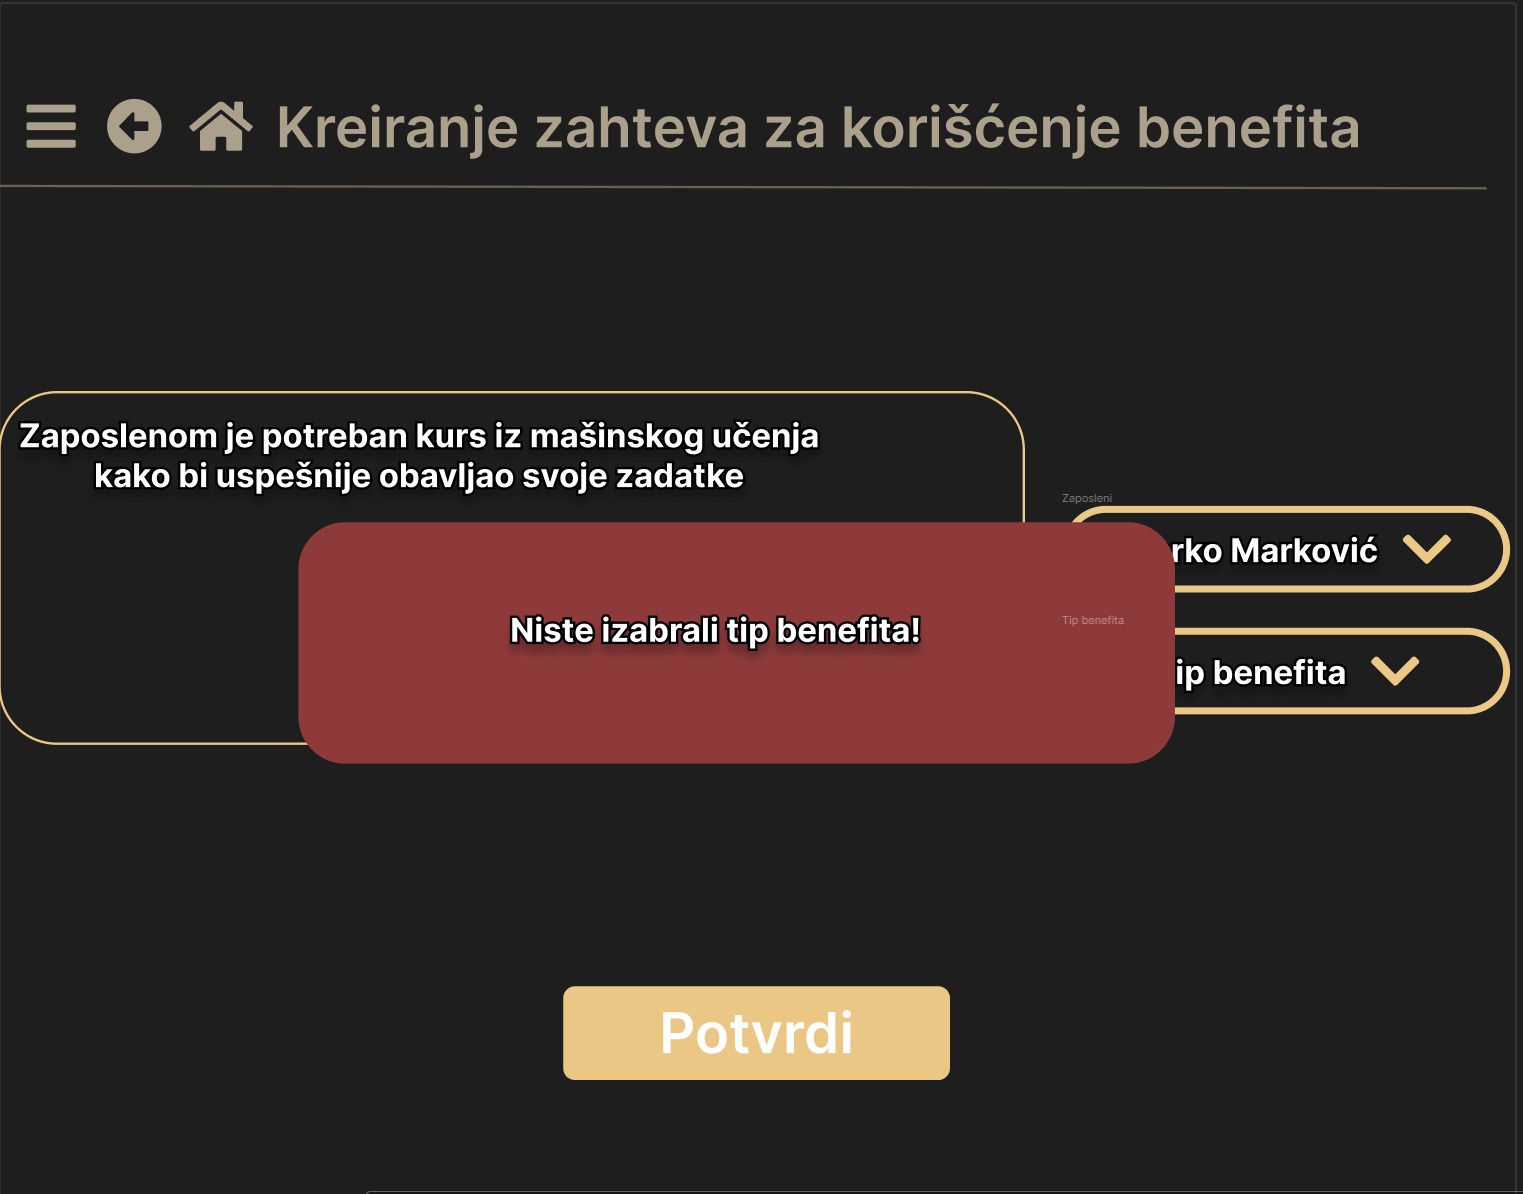 Kreiranje zahteva za korišćenje benefita
Zaposlenom je potreban kurs iz mašinskog učenja
kako bi uspešnije obavljao svoje zadatke
Zaposleni
rko Marković
Niste izabrali tip benefita!
Tip benefita
ip benefita
Potvrdi